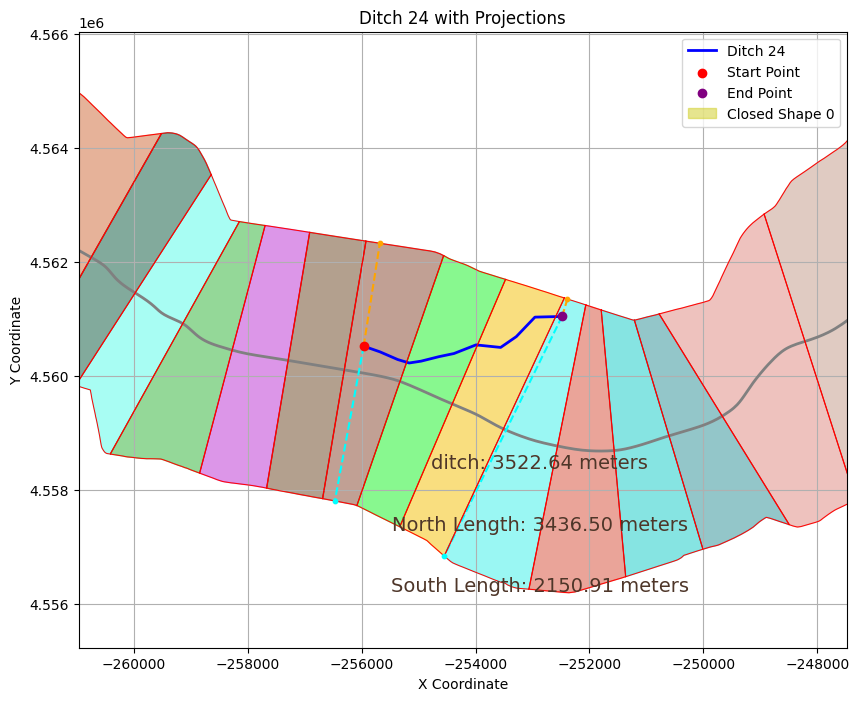 Ditch 24 with Projections
1e6
Ditch 24
Start Point
End Point
Closed Shape 0
4.566
4.564
4.562
4.560
4.558
4.556
Y Coordinate
ditch: 3522.64 meters
North Length: 3436.50 meters
South Length: 2150.91 meters
−260000 −258000 −256000 −254000 −252000 −250000 −248000
X Coordinate